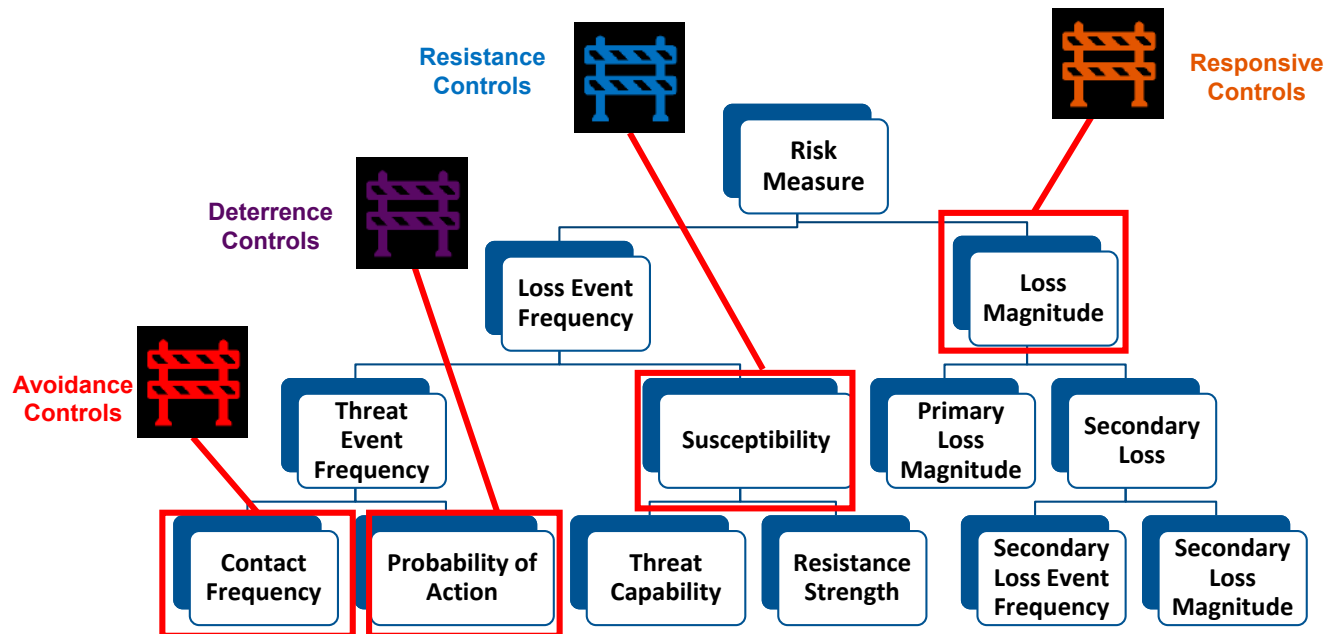 Resistance
Controls
Responsive
Controls
Risk
Measure
Deterrence
Controls
Loss Event
Frequency
Loss
Magnitude
Avoidance
Controls
Threat
Event
Frequency
Susceptibility
Primary
Loss
Magnitude
Secondary
Loss
Contact
Frequency
Probability of
Action
Threat
Capability
Resistance
Strength
Secondary
Loss Event
Frequency
Secondary
Loss
Magnitude